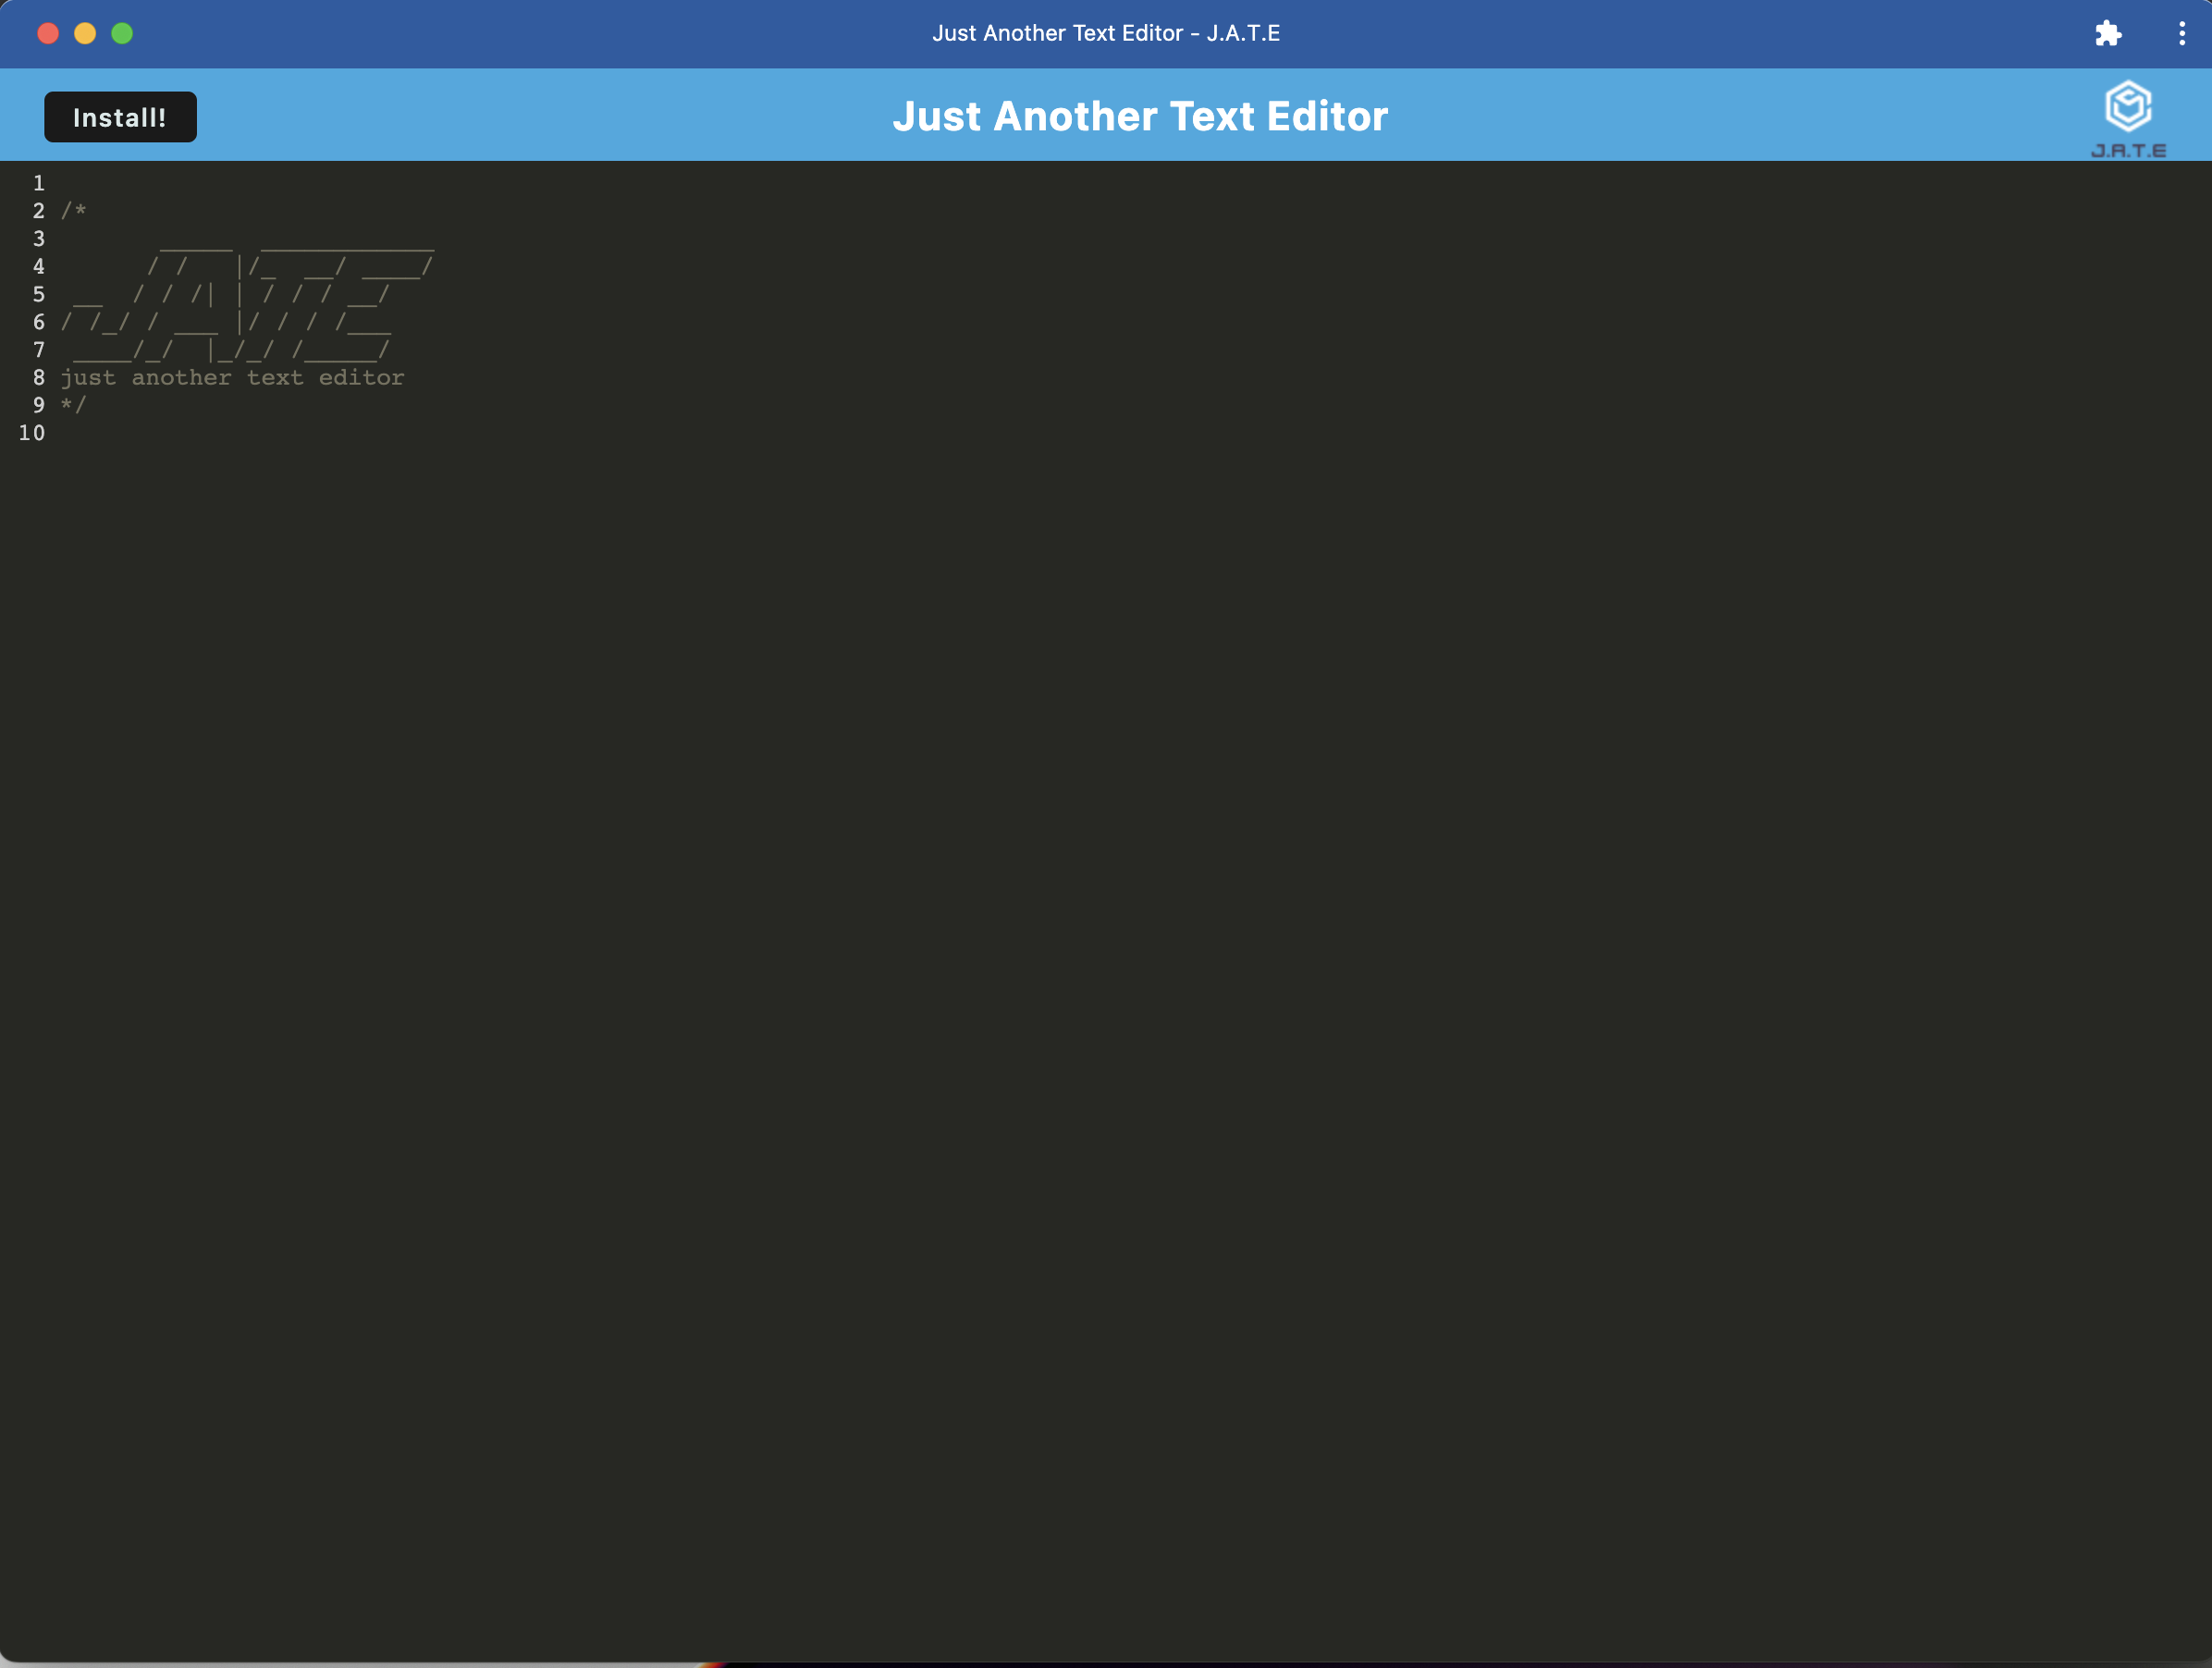 Just Another Text Editor - J.A.T.E
Install!
Just Another Text Editor
J.A.T.E
1
2 /*
3        _____  ____________
4       / /   |/_  __/ ____/
5  __  / / /| | / / / __/
6 / /_/ / ___ |/ / / /___
7  ____/_/  |_/_/ /_____/
8 just another text editor
9 */
10